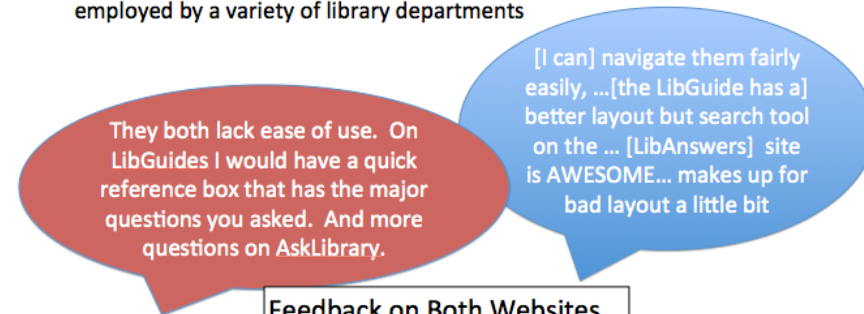 employed by a variety of library departments
[I can] navigate them fairly
easily, ...[the LibGuide has a]
better layout but search tool
on the ... [LibAnswers]  site
is AWESOME... makes up for
bad layout a little bit
They both lack ease of use.  On
LibGuides I would have a quick
reference box that has the major
questions you asked.  And more
questions on AskLibrary.
Feedback on Both Websites